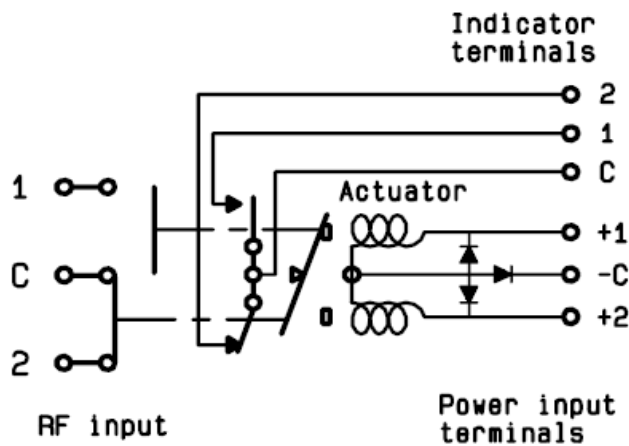 Indicator
terminals
2
1
C
1
Actuator
+1
C
-C
+2
2
RF input
Power input
terminals